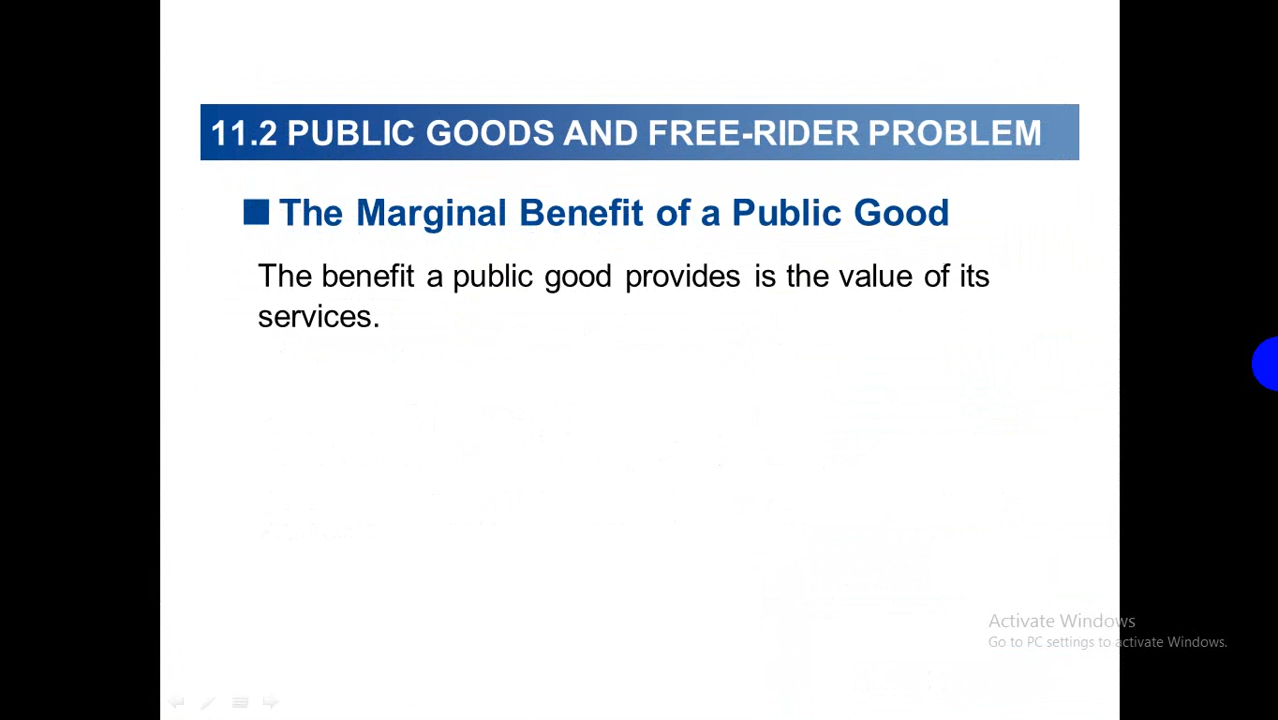 11.2 PUBLIC GOODS AND FREE-RIDER PROBLEM
The Marginal Benefit of a Public Good
The benefit a public good provides is the value of its
services.
Activate Windows
Go to PC settings to activate Windows.